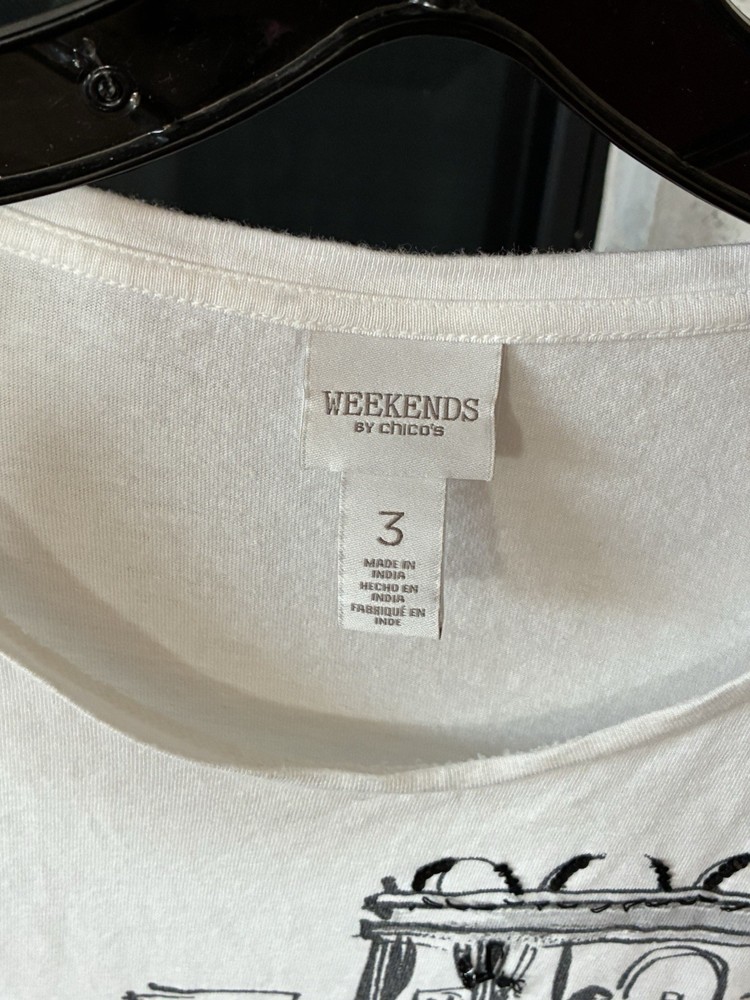 WEEKENDS
BY chico's
3
MADE IN
INDIA
HECHO EN
INDIA
FABRIQUÉ EN
INDE